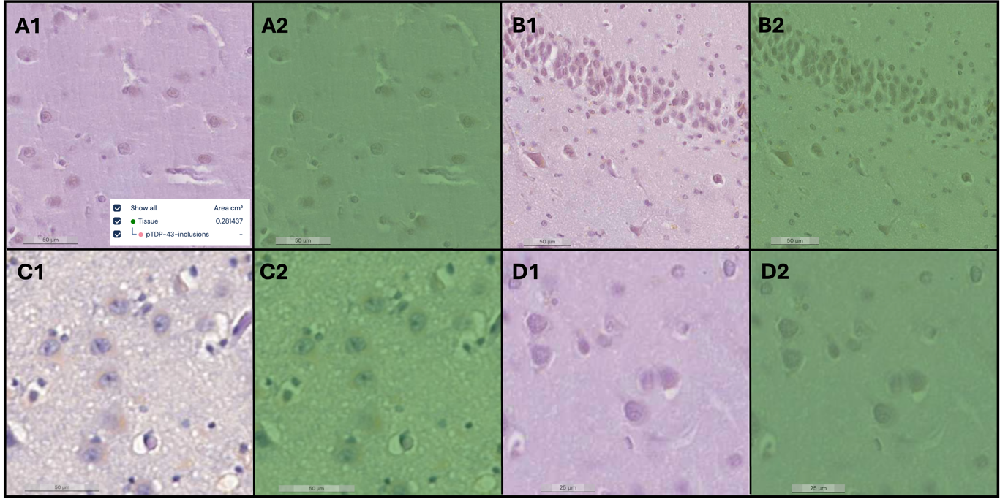 A1
A2
B1
B2
Show all Area cm²
Tissue 0.281437
pTDP-43-inclusions -
50 µm
50 µm
50 µm
50 µm
C1
C2
D1
D2
50 µm
50 µm
25 µm
25 µm